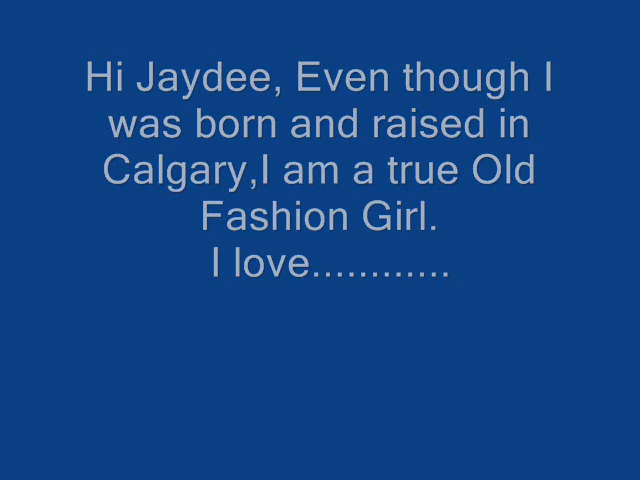 Hi Jaydee, Even though I
was born and raised in
Calgary,I am a true Old
Fashion Girl.
I love............